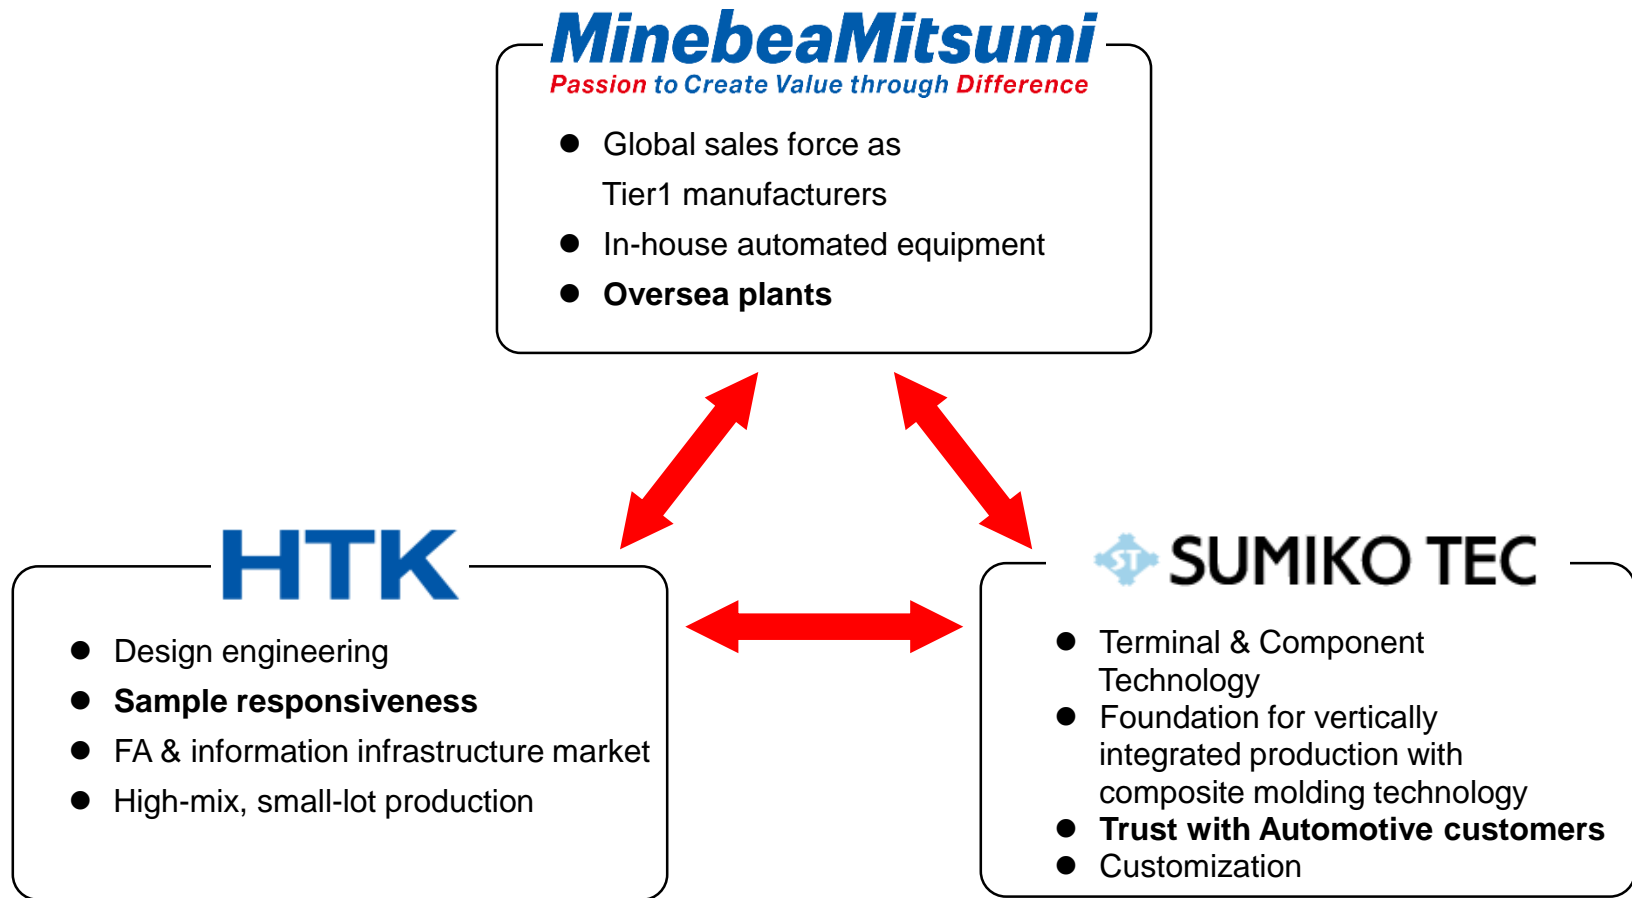 MinebeaMitsumi
Passion to Create Value through Difference
● Global sales force as
Tier1 manufacturers
● In-house automated equipment
● Oversea plants
HTK
● Design engineering
● Sample responsiveness
● FA & information infrastructure market
● High-mix, small-lot production
ST SUMIKO TEC
● Terminal & Component
Technology
● Foundation for vertically
integrated production with
composite molding technology
● Trust with Automotive customers
● Customization